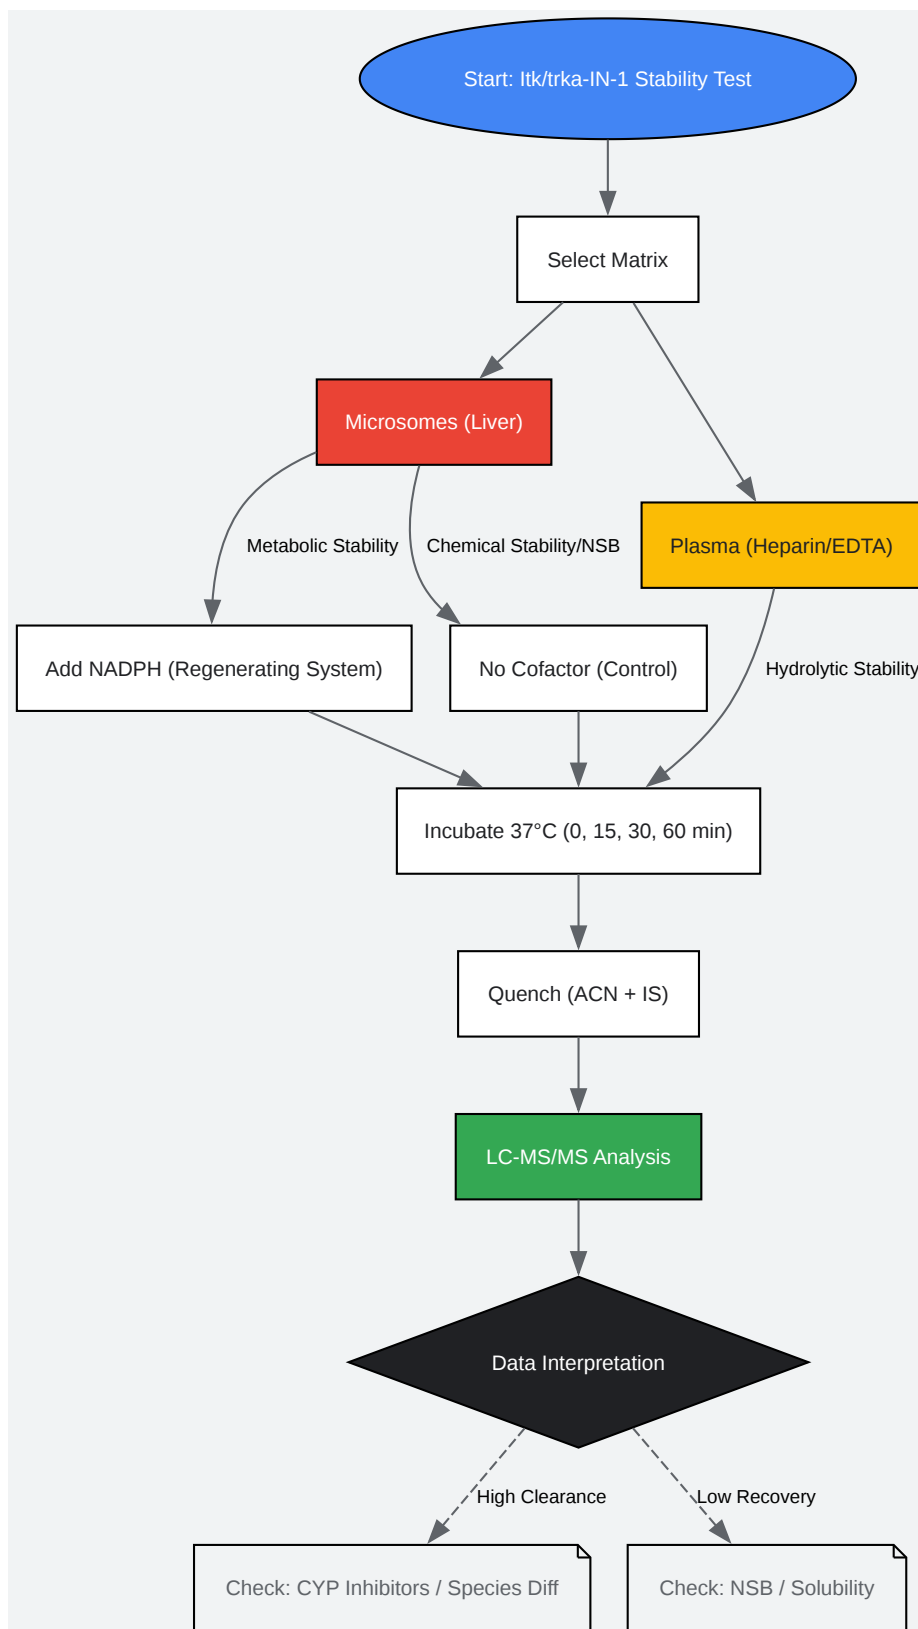 Start: Itk/trka-IN-1 Stability Test
Select Matrix
Microsomes (Liver)
Metabolic Stability
Chemical Stability/NSB
Plasma (Heparin/EDTA)
Add NADPH (Regenerating System)
No Cofactor (Control)
Hydrolytic Stability
Incubate 37°C (0, 15, 30, 60 min)
Quench (ACN + IS)
LC-MS/MS Analysis
Data Interpretation
High Clearance
Low Recovery
Check: CYP Inhibitors / Species Diff
Check: NSB / Solubility